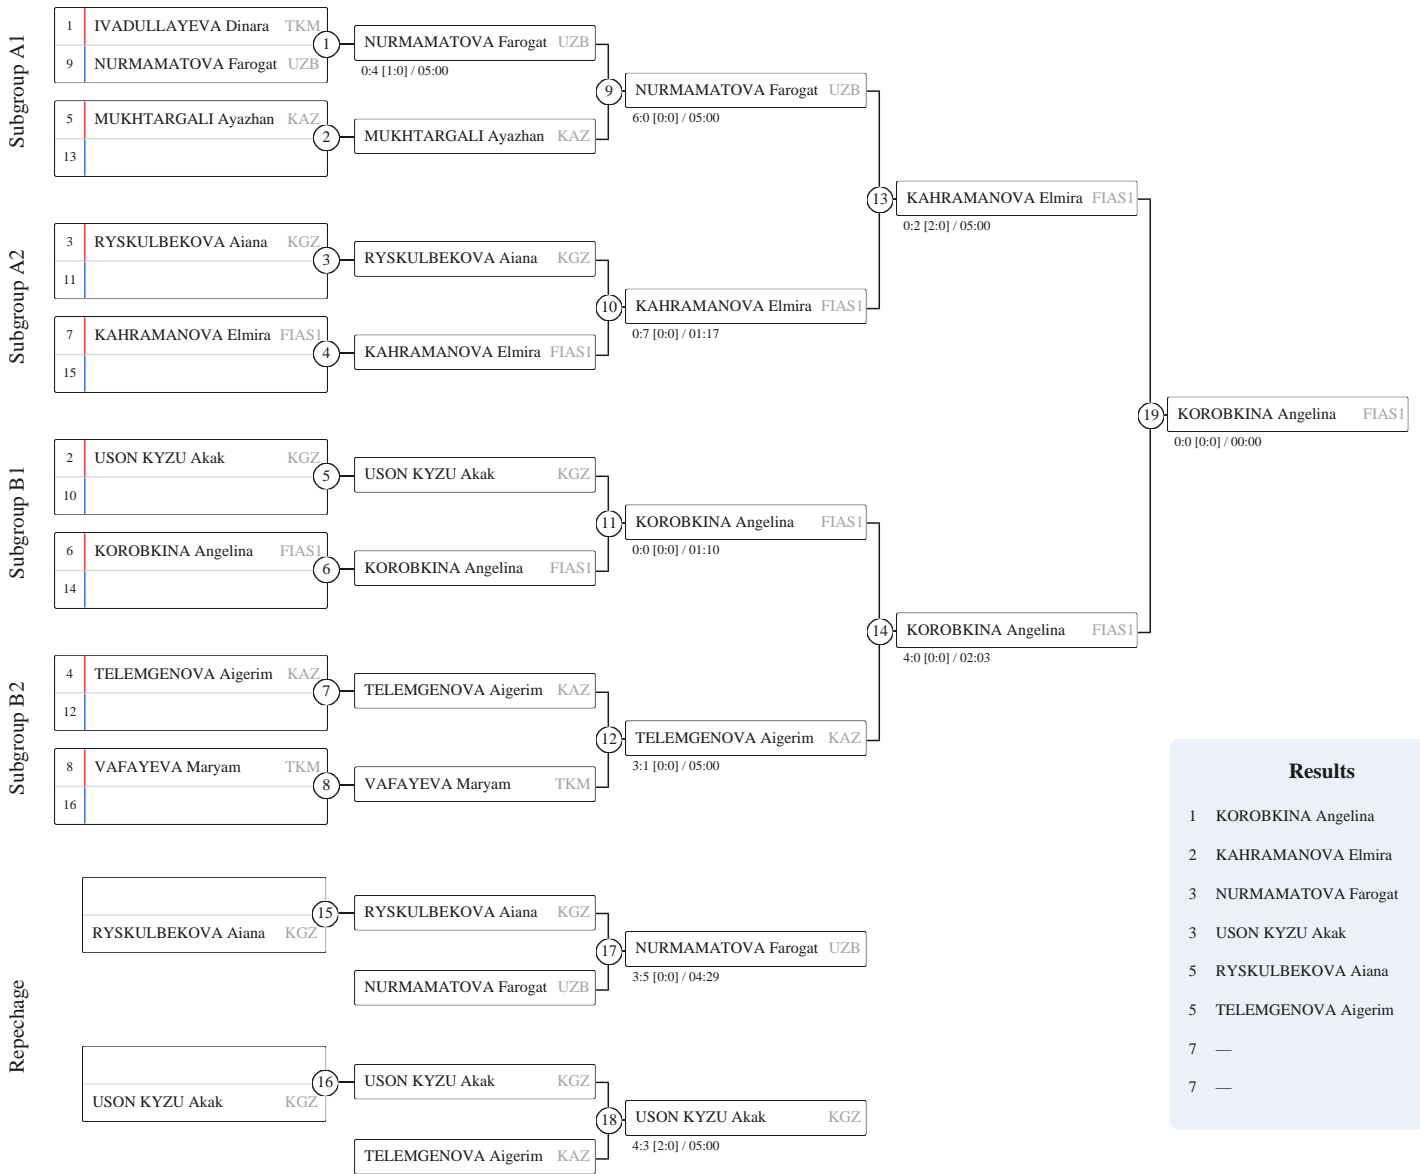 Subgroup A1
1 IVADULLAYEVA Dinara TKM
9 NURMAMATOVA Farogat UZB
1
NURMAMATOVA Farogat UZB
0:4 [1:0] / 05:00
5 MUKHTARGALI Ayazhan KAZ
13
2
MUKHTARGALI Ayazhan KAZ
9
NURMAMATOVA Farogat UZB
6:0 [0:0] / 05:00
Subgroup A2
3 RYSKULBEKOVA Aiana KGZ
11
3
RYSKULBEKOVA Aiana KGZ
7 KAHRAMANOVA Elmira FIAS1
15
4
KAHRAMANOVA Elmira FIAS1
10
KAHRAMANOVA Elmira FIAS1
0:7 [0:0] / 01:17
13
KAHRAMANOVA Elmira FIAS1
0:2 [2:0] / 05:00
Subgroup B1
2 USON KYZU Akak KGZ
10
5
USON KYZU Akak KGZ
6 KOROBKINA Angelina FIAS1
14
6
KOROBKINA Angelina FIAS1
11
KOROBKINA Angelina FIAS1
0:0 [0:0] / 01:10
Subgroup B2
4 TELEMGENOVA Aigerim KAZ
12
7
TELEMGENOVA Aigerim KAZ
8 VAFAYEVA Maryam TKM
16
8
VAFAYEVA Maryam TKM
12
TELEMGENOVA Aigerim KAZ
3:1 [0:0] / 05:00
14
KOROBKINA Angelina FIAS1
4:0 [0:0] / 02:03
19
KOROBKINA Angelina FIAS1
0:0 [0:0] / 00:00
Repechage
RYSKULBEKOVA Aiana KGZ
15
RYSKULBEKOVA Aiana KGZ
NURMAMATOVA Farogat UZB
17
NURMAMATOVA Farogat UZB
3:5 [0:0] / 04:29
USON KYZU Akak KGZ
16
USON KYZU Akak KGZ
TELEMGENOVA Aigerim KAZ
18
USON KYZU Akak KGZ
4:3 [2:0] / 05:00
Results
1 KOROBKINA Angelina
2 KAHRAMANOVA Elmira
3 NURMAMATOVA Farogat
3 USON KYZU Akak
5 RYSKULBEKOVA Aiana
5 TELEMGENOVA Aigerim
7 —
7 —